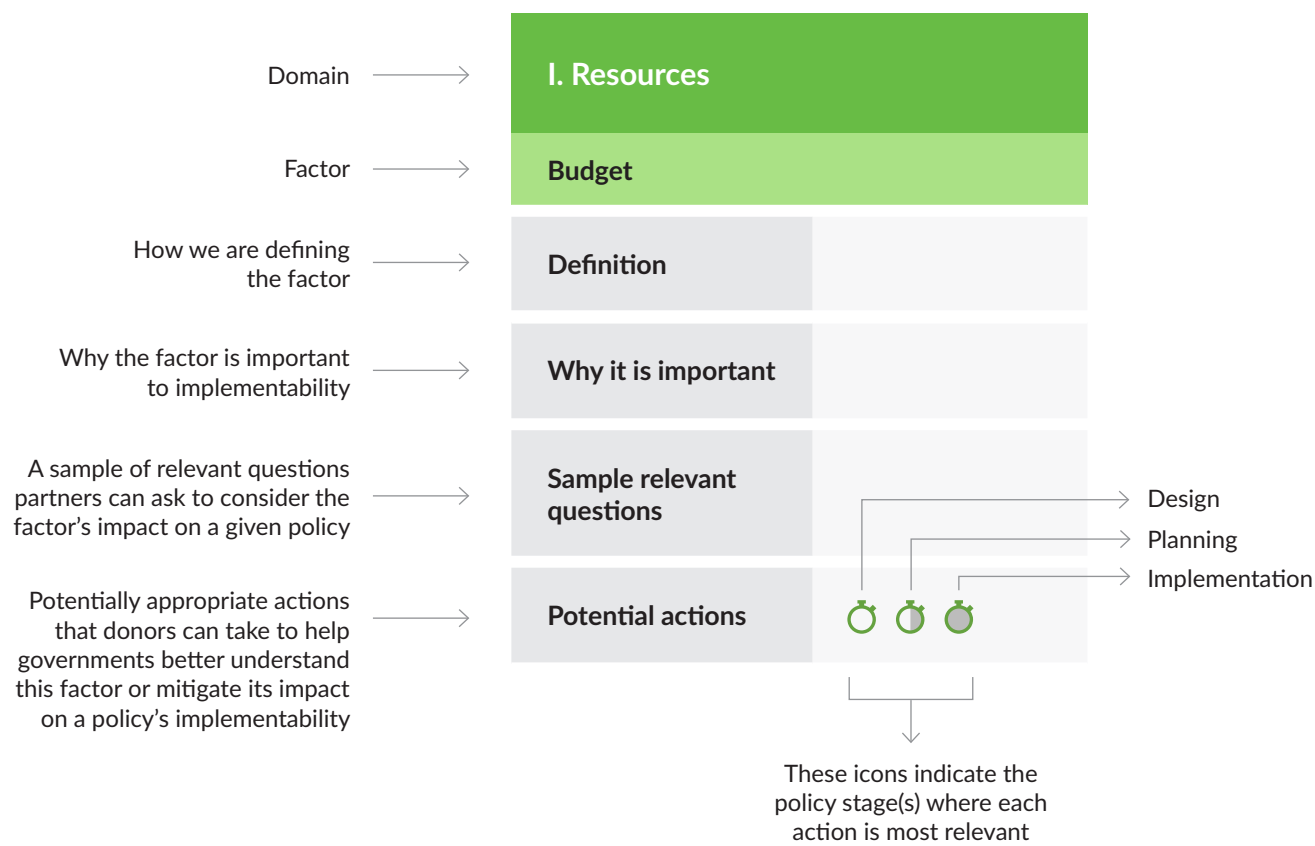 Domain
I. Resources
Factor
Budget
How we are defining
the factor
Definition
Why the factor is important
to implementability
Why it is important
A sample of relevant questions
partners can ask to consider the
factor’s impact on a given policy
Sample relevant
questions
Design
Planning
Implementation
Potentially appropriate actions
that donors can take to help
governments better understand
this factor or mitigate its impact
on a policy’s implementability
Potential actions
These icons indicate the
policy stage(s) where each
action is most relevant